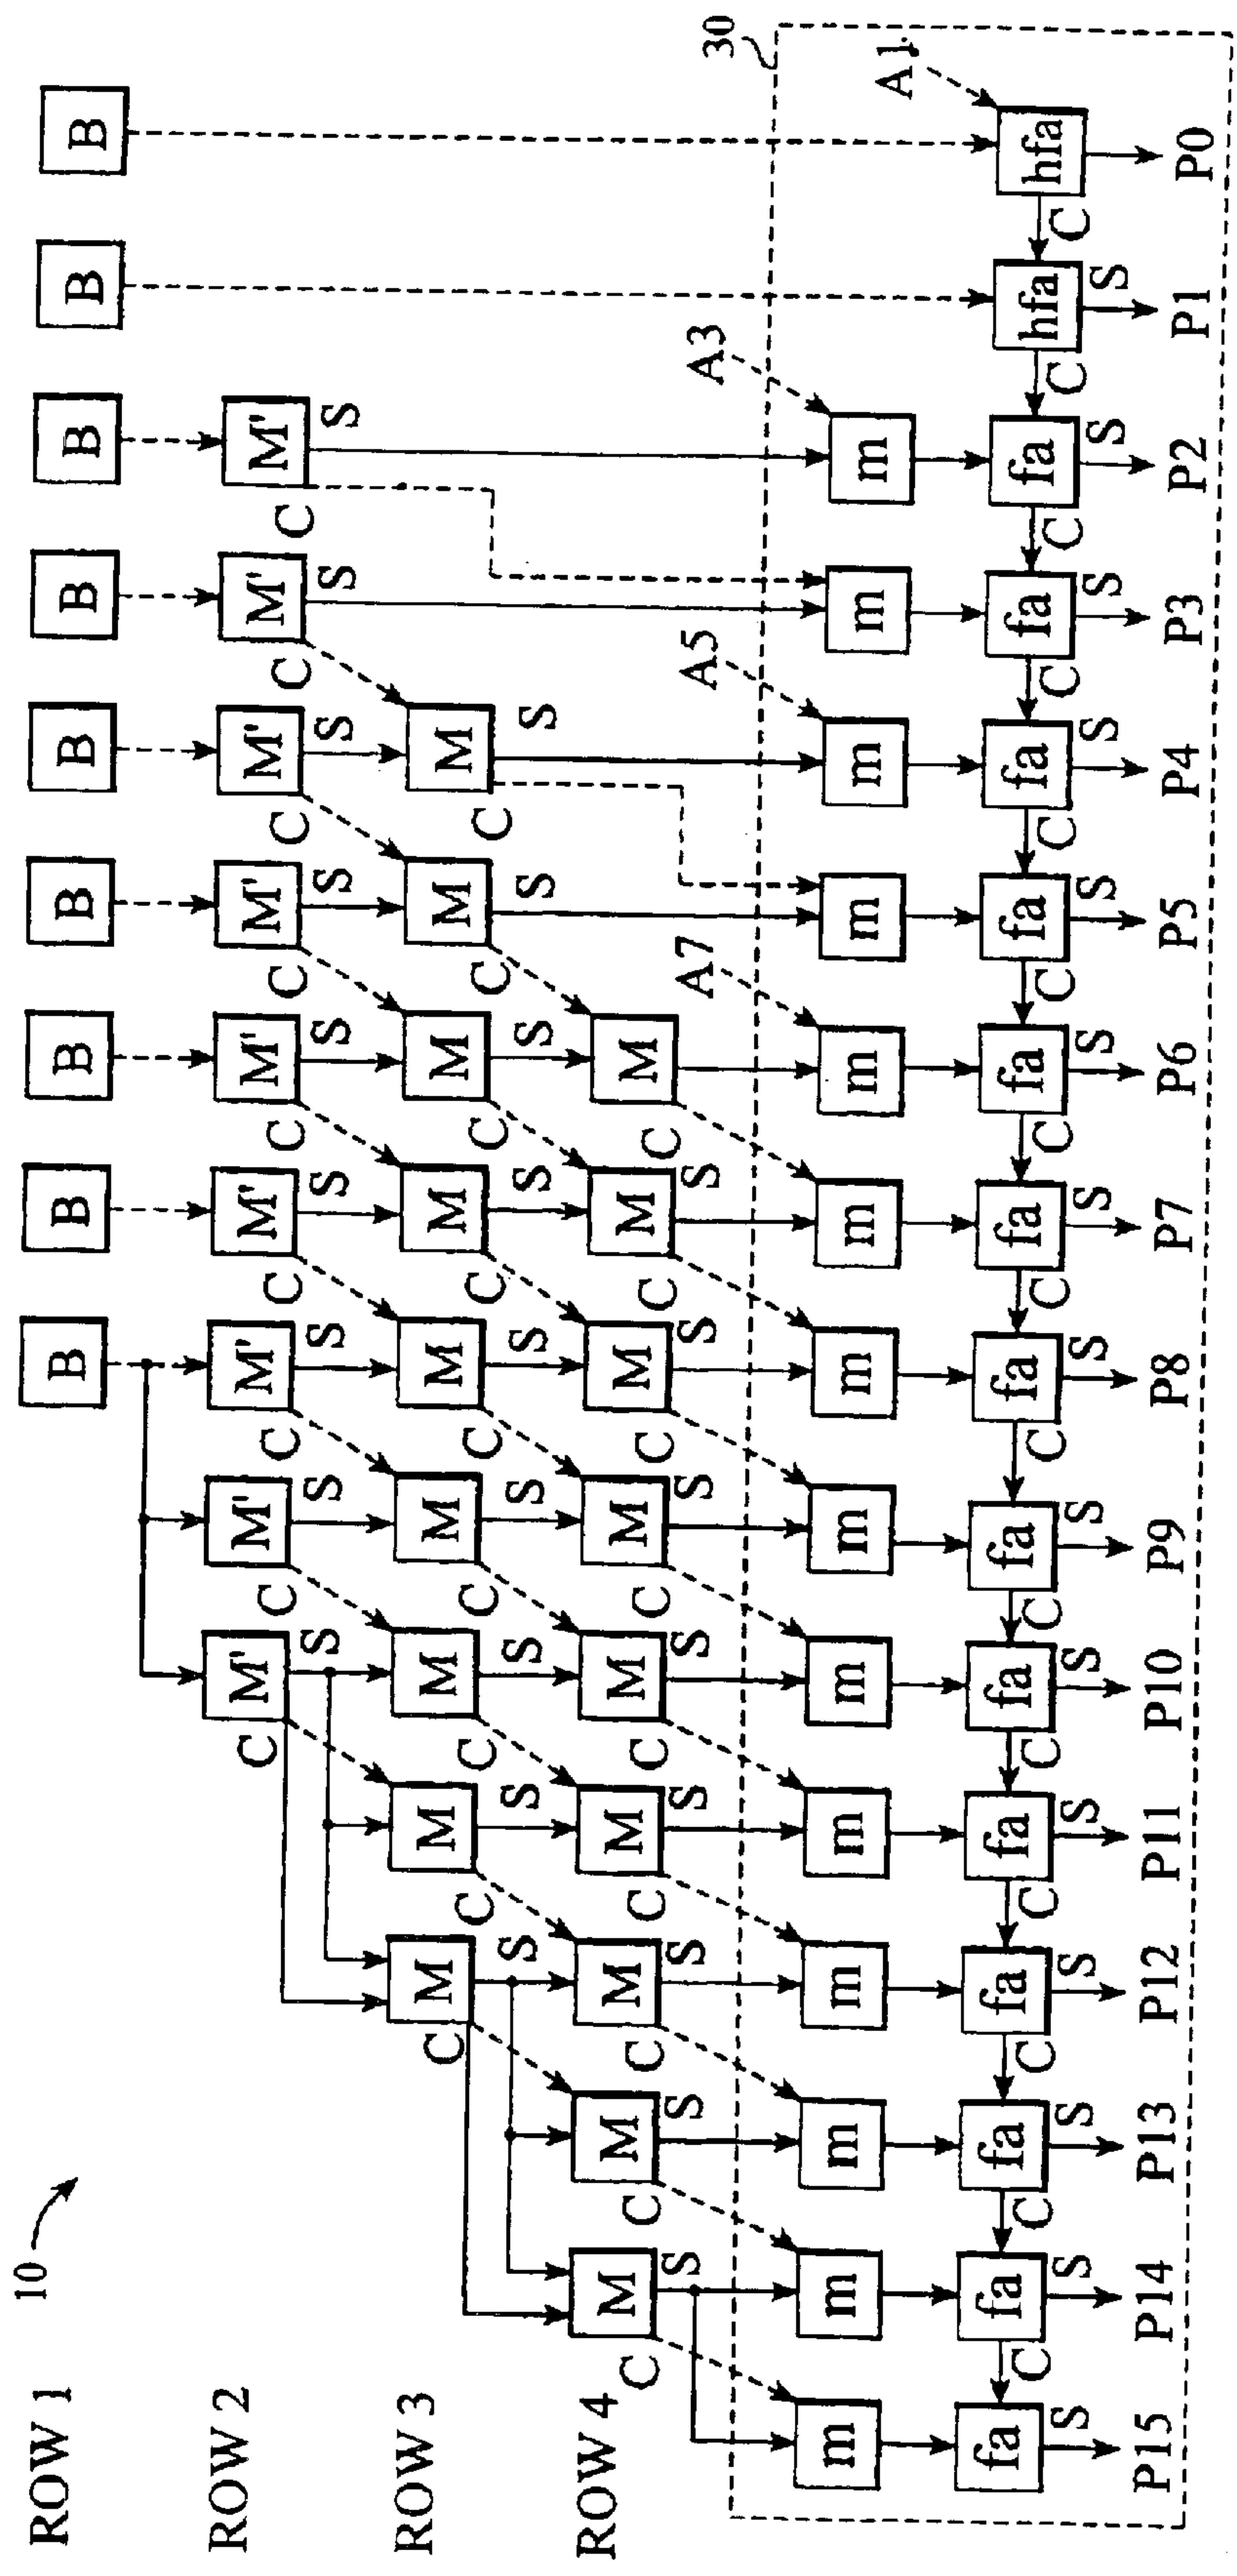 10
ROW 1 B B B B B B B B B
ROW 2 M' M' M' M' M' M' M' M' M'
C C C C C C C C C
S S S S S S S S S
ROW 3 M M M M M M M M M
C C C C C C C C C
S S S S S S S S S
ROW 4 M M M M M M M M M
C C C C C C C C C
S S S S S S S S
A7 A5 A3 30
m m m m m m m m m m m m m m
A1
fa fa fa fa fa fa fa fa fa fa fa fa fa fa hfa hfa
C C C C C C C C C C C C C C C
S S S S S S S S S S S S S S S
P15 P14 P13 P12 P11 P10 P9 P8 P7 P6 P5 P4 P3 P2 P1 P0